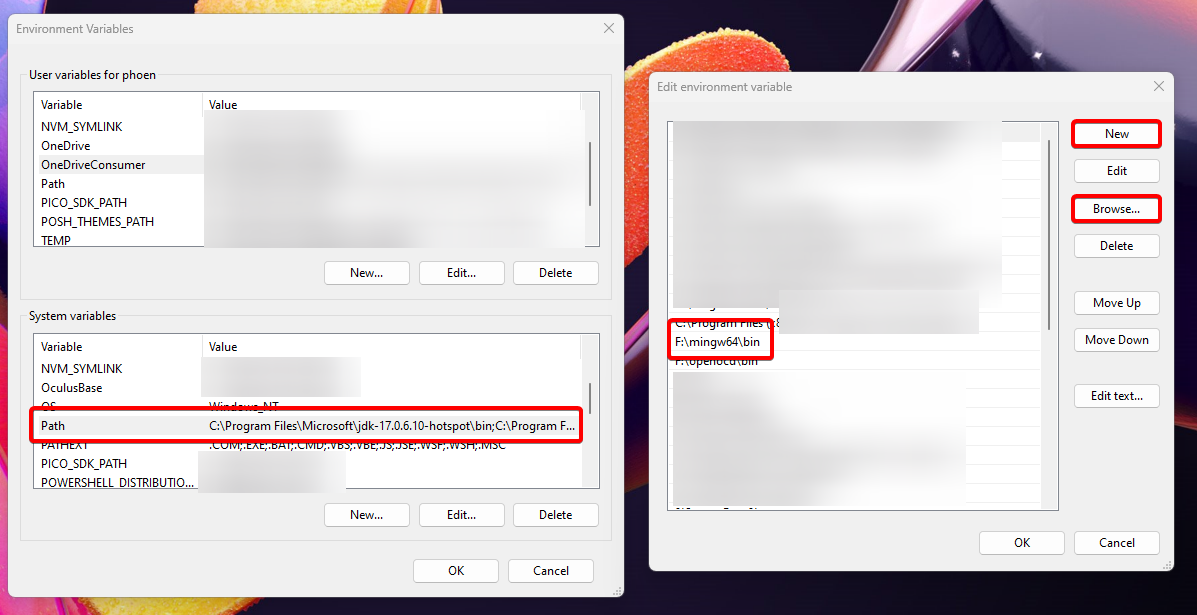 Environment Variables
User variables for phoen
Variable Value
NVM_SYMLINK
OneDrive
OneDriveConsumer
Path
PICO_SDK_PATH
POSH_THEMES_PATH
TEMP
New... Edit... Delete
System variables
Variable Value
NVM_SYMLINK
OculusBase
OS Windows_NT
Path C:\Program Files\Microsoft\jdk-17.0.6.10-hotspot\bin;C:\Program F...
PATHEXT .COM;.EXE;.BAT;.CMD;.VBS;.VBE;.JS;.JSE;.WSF;.WSH;.MSC
PICO_SDK_PATH
POWERSHELL_DISTRIBUTIO...
New... Edit... Delete
OK Cancel
Edit environment variable
New
Edit
Browse...
Delete
Move Up
C:\Program Files
F:\mingw64\bin
Move Down
F:\openocd\bin
Edit text...
OK Cancel